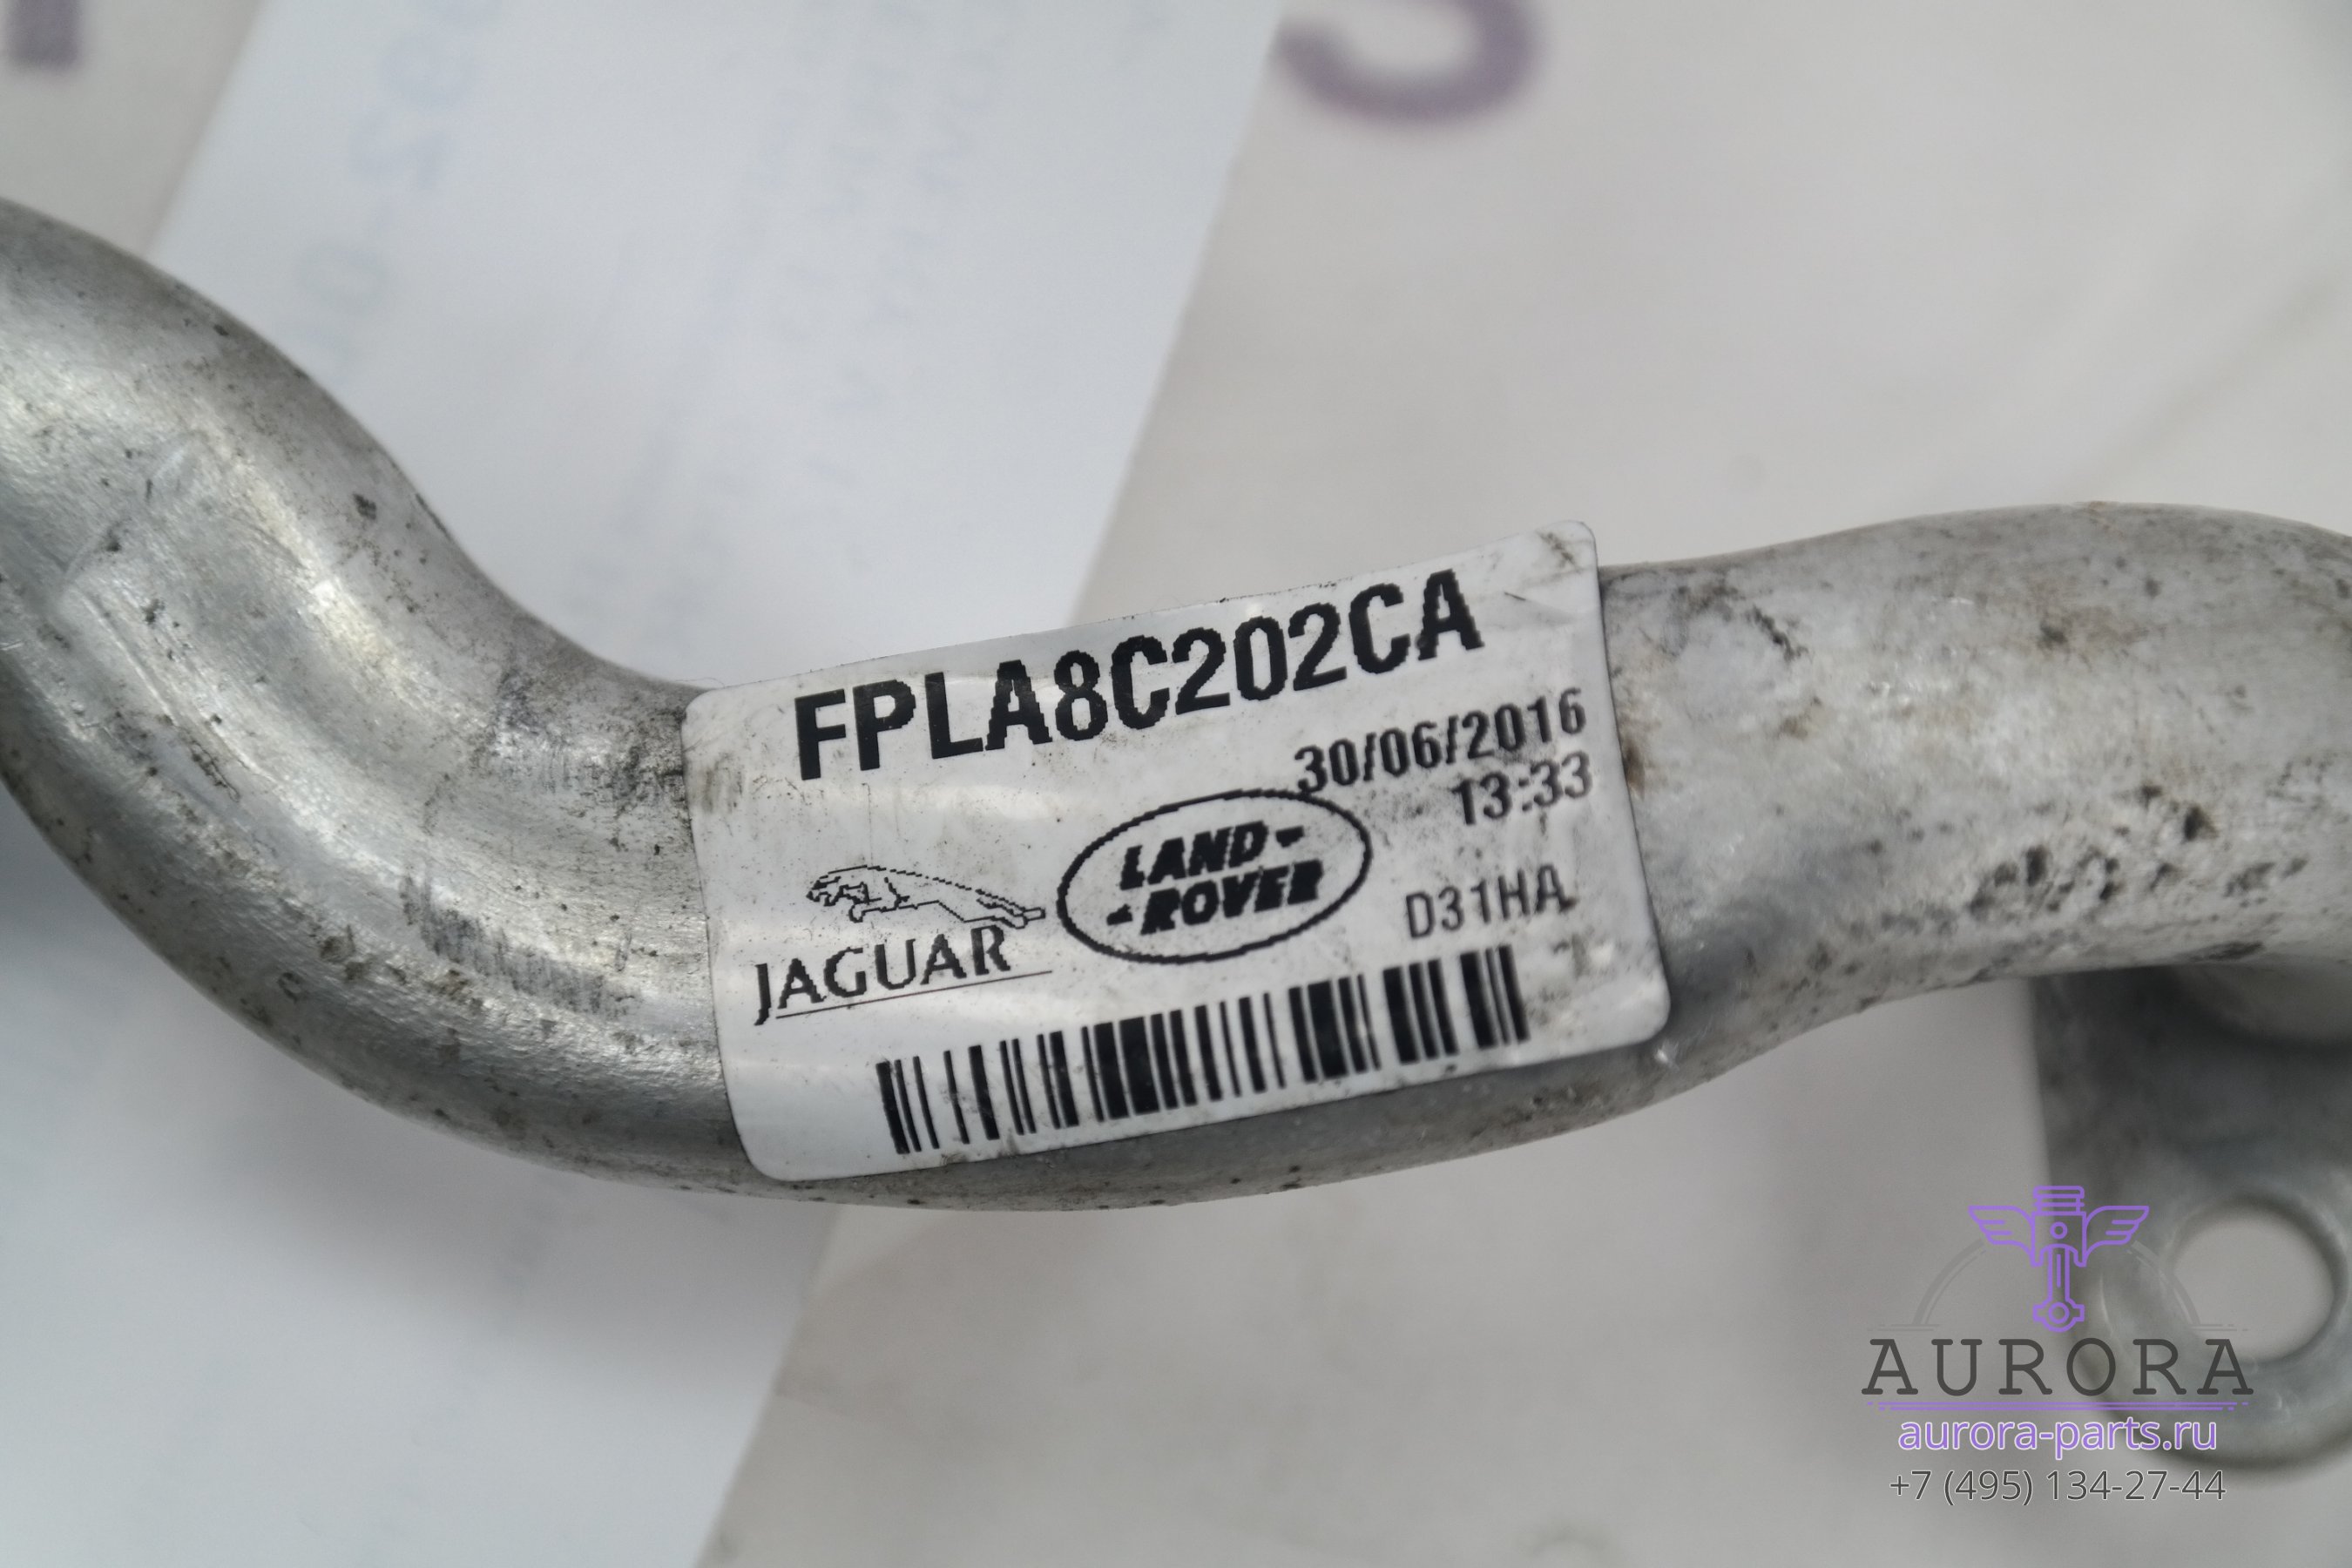 FPLA8C202CA
30/06/2016
13:33
JAGUAR
LAND-
-ROVER
D31HA
AURORA
aurora-parts.ru
+7 (495) 134-27-44